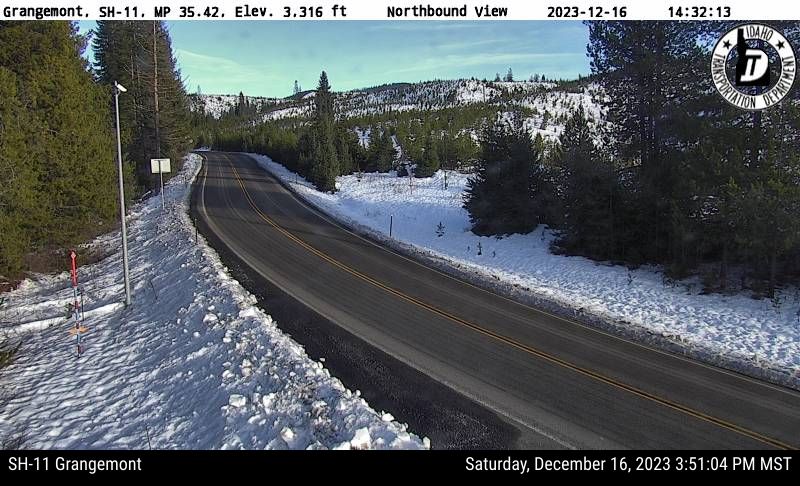 Grangemont, SH-11, MP 35.42, Elev. 3,316 ft Northbound View 2023-12-16 14:32:13
IDAHO
TRANSPORTATION DEPARTMENT
SH-11 Grangemont Saturday, December 16, 2023 3:51:04 PM MST